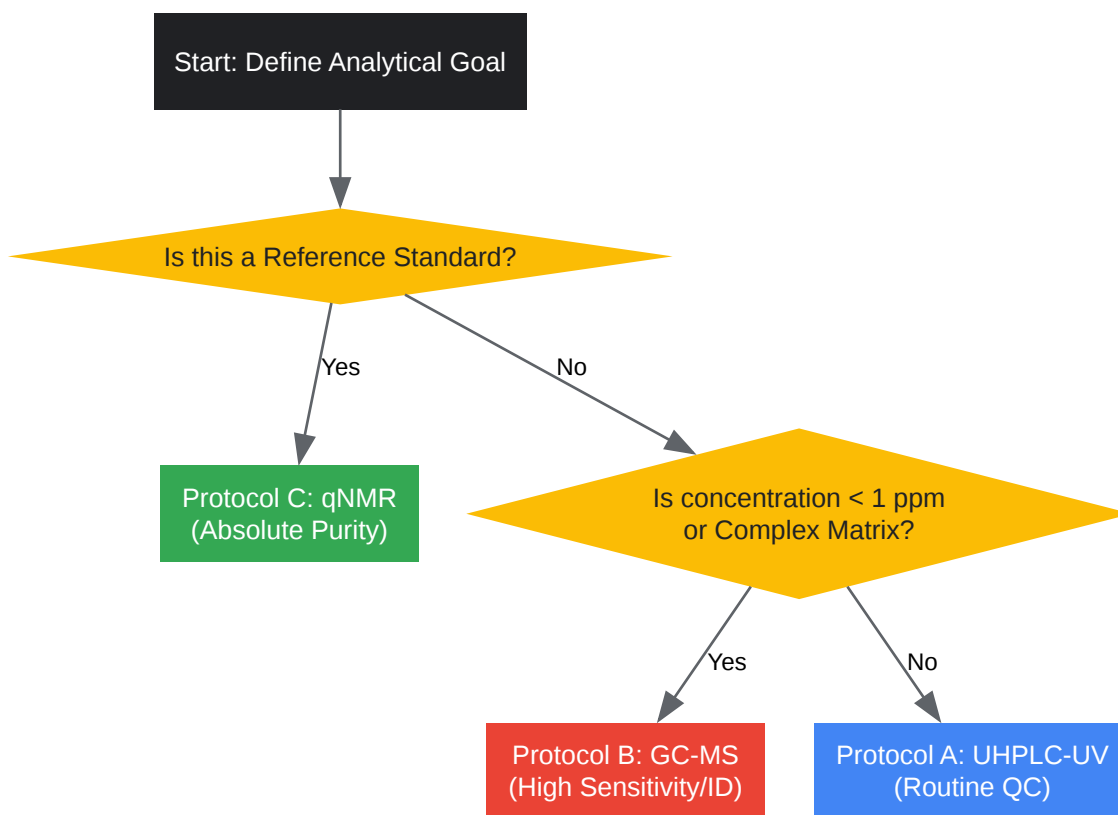 Start: Define Analytical Goal
Is this a Reference Standard?
Yes
No
Protocol C: qNMR
(Absolute Purity)
Is concentration < 1 ppm
or Complex Matrix?
Yes
No
Protocol B: GC-MS
(High Sensitivity/ID)
Protocol A: UHPLC-UV
(Routine QC)